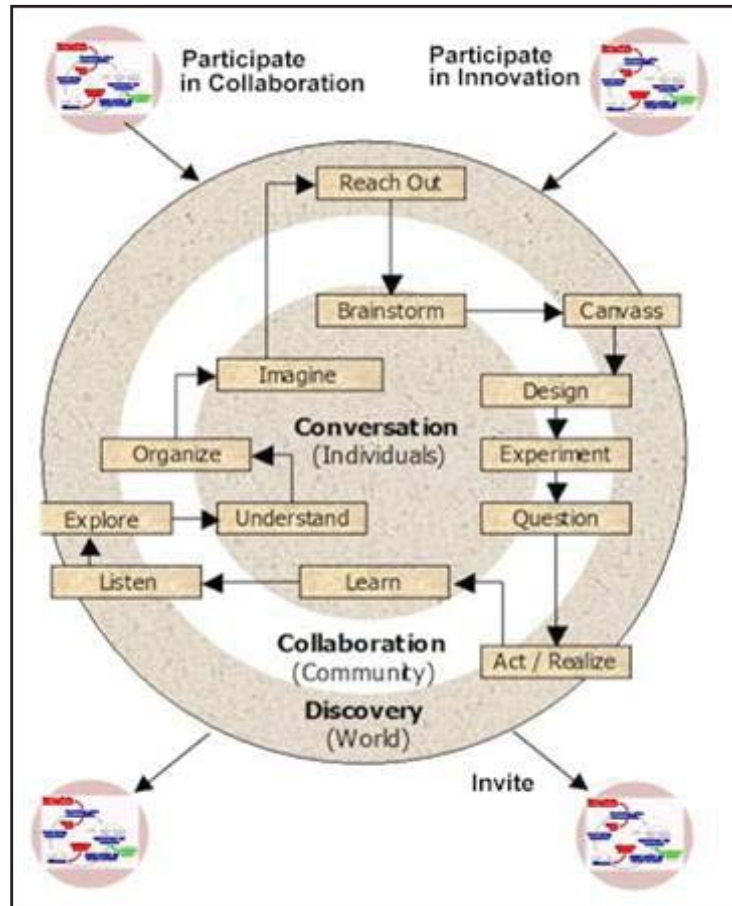 Participate
in Collaboration
Participate
in Innovation
Reach Out
Brainstorm
Canvass
Imagine
Design
Conversation
(Individuals)
Organize
Experiment
Explore
Understand
Question
Listen
Learn
Collaboration
(Community)
Act / Realize
Discovery
(World)
Invite